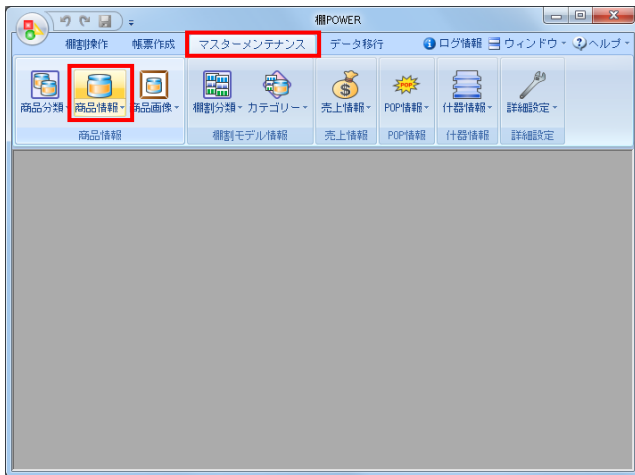 棚POWER
棚割操作 帳票作成 マスターメンテナンス データ移行 ログ情報 ウィンドウ ヘルプ
商品分類 商品情報 商品画像 棚割分類 カテゴリー 売上情報 POP情報 什器情報 詳細設定
商品情報 棚割モデル情報 売上情報 POP情報 什器情報 詳細設定